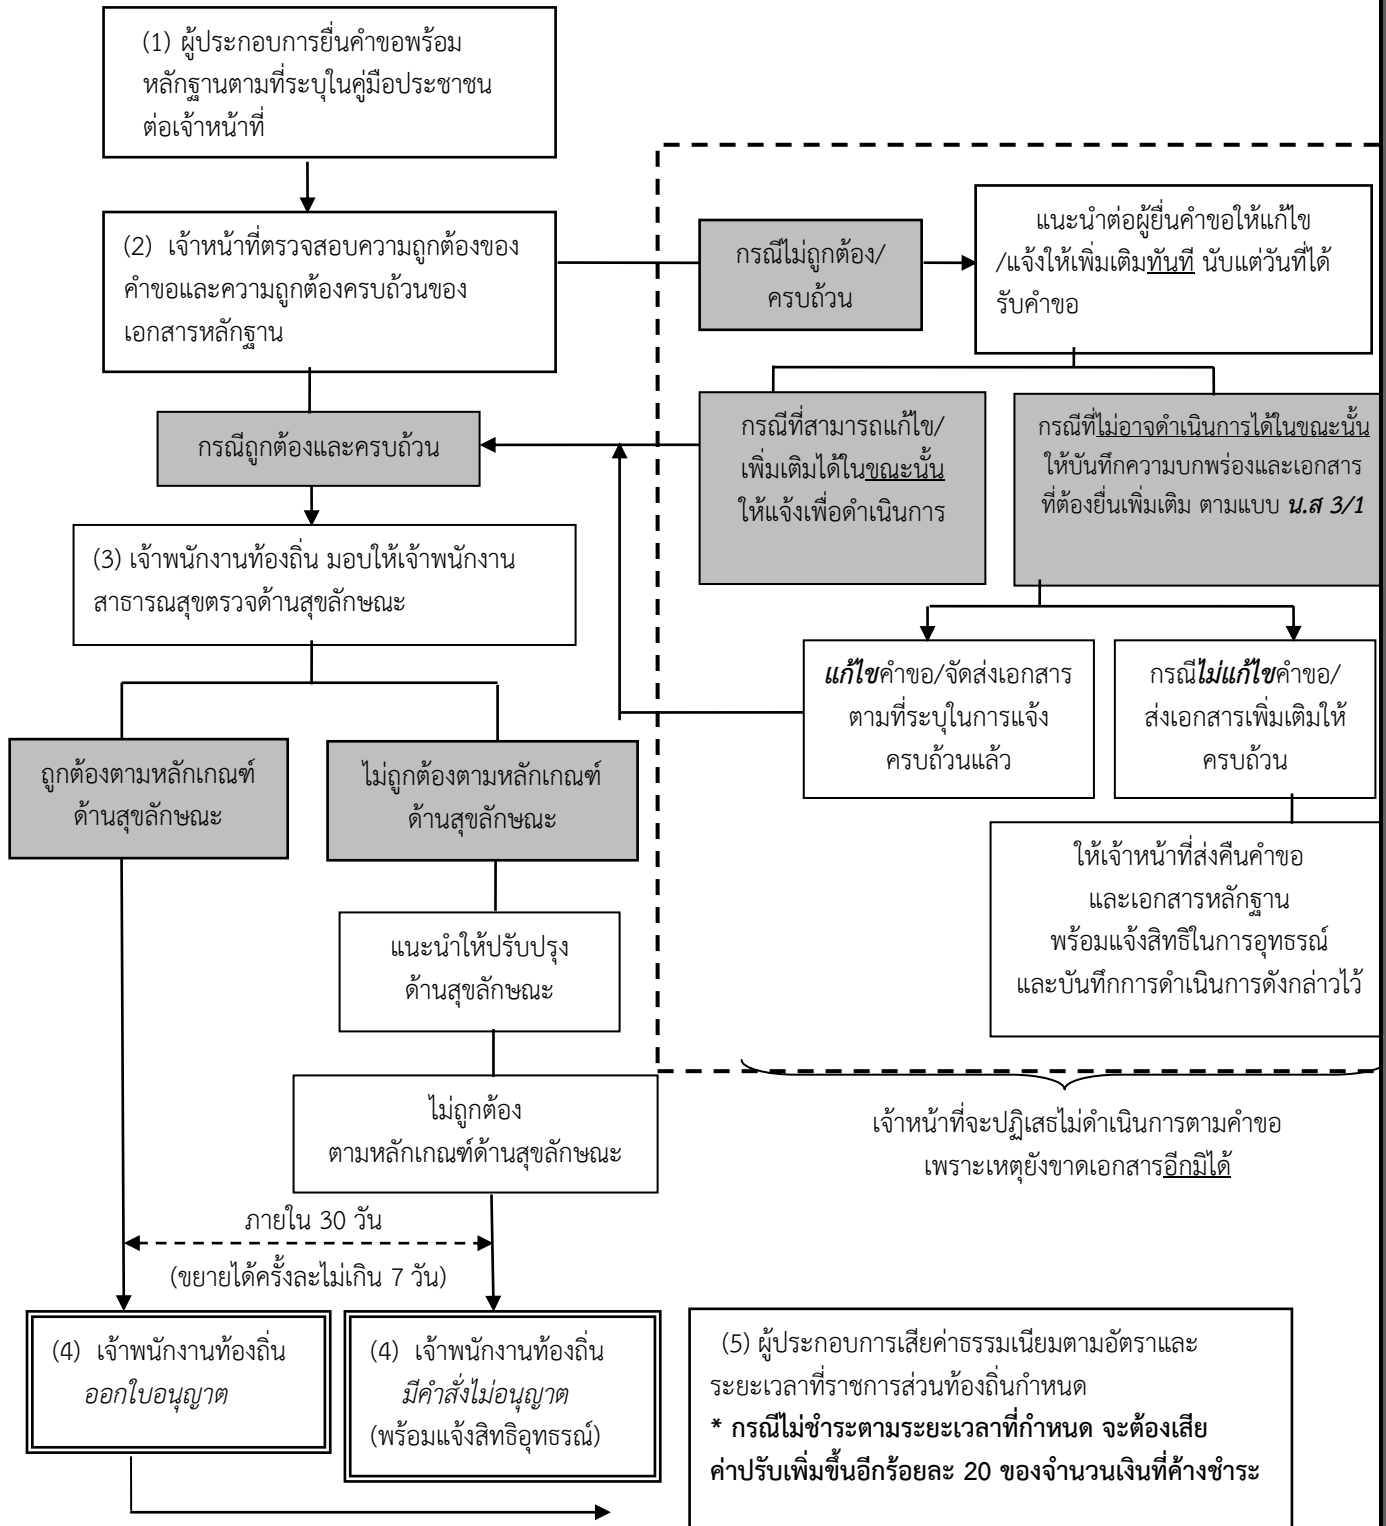 (1) ผู้ประกอบการยื่นคำขอพร้อม
หลักฐานตามที่ระบุในคู่มือประชาชน
ต่อเจ้าหน้าที่
(2) เจ้าหน้าที่ตรวจสอบความถูกต้องของ
คำขอและความถูกต้องครบถ้วนของ
เอกสารหลักฐาน
กรณีไม่ถูกต้อง/
ครบถ้วน
แนะนำต่อผู้ยื่นคำขอให้แก้ไข
/แจ้งให้เพิ่มเติมทันที นับแต่วันที่ได้
รับคำขอ
กรณีถูกต้องและครบถ้วน
กรณีที่สามารถแก้ไข/
เพิ่มเติมได้ในขณะนั้น
ให้แจ้งเพื่อดำเนินการ
กรณีที่ไม่อาจดำเนินการได้ในขณะนั้น
ให้บันทึกความบกพร่องและเอกสาร
ที่ต้องยื่นเพิ่มเติม ตามแบบ น.ส 3/1
(3) เจ้าพนักงานท้องถิ่น มอบให้เจ้าพนักงาน
สาธารณสุขตรวจด้านสุขลักษณะ
แก้ไขคำขอ/จัดส่งเอกสาร
ตามที่ระบุในการแจ้ง
ครบถ้วนแล้ว
กรณีไม่แก้ไขคำขอ/
ส่งเอกสารเพิ่มเติมให้
ครบถ้วน
ถูกต้องตามหลักเกณฑ์
ด้านสุขลักษณะ
ไม่ถูกต้องตามหลักเกณฑ์
ด้านสุขลักษณะ
ให้เจ้าหน้าที่ส่งคืนคำขอ
และเอกสารหลักฐาน
พร้อมแจ้งสิทธิในการอุทธรณ์
และบันทึกการดำเนินการดังกล่าวไว้
แนะนำให้ปรับปรุง
ด้านสุขลักษณะ
ไม่ถูกต้อง
ตามหลักเกณฑ์ด้านสุขลักษณะ
เจ้าหน้าที่จะปฏิเสธไม่ดำเนินการตามคำขอ
เพราะเหตุยังขาดเอกสารอีกมิได้
ภายใน 30 วัน
(ขยายได้ครั้งละไม่เกิน 7 วัน)
(4) เจ้าพนักงานท้องถิ่น
ออกใบอนุญาต
(4) เจ้าพนักงานท้องถิ่น
มีคำสั่งไม่อนุญาต
(พร้อมแจ้งสิทธิอุทธรณ์)
(5) ผู้ประกอบการเสียค่าธรรมเนียมตามอัตราและ
ระยะเวลาที่ราชการส่วนท้องถิ่นกำหนด
* กรณีไม่ชำระตามระยะเวลาที่กำหนด จะต้องเสีย
ค่าปรับเพิ่มขึ้นอีกร้อยละ 20 ของจำนวนเงินที่ค้างชำระ